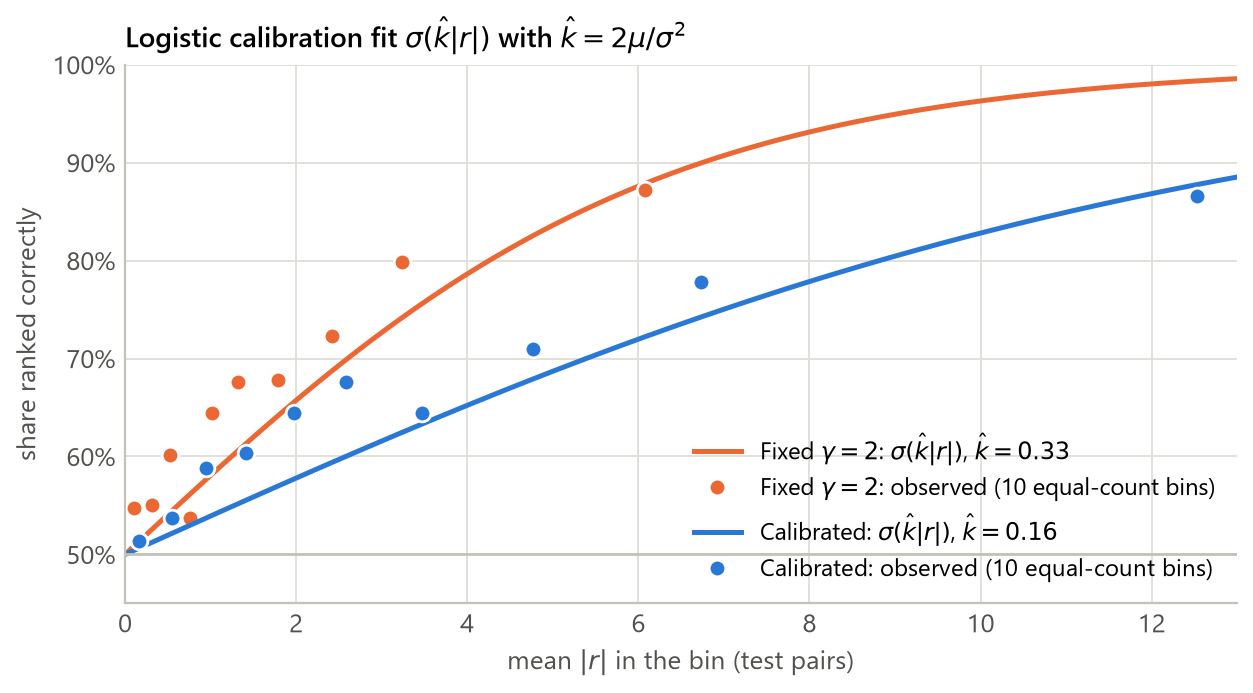 Logistic calibration fit σ(k̂|r|) with k̂ = 2μ/σ²
100%
90%
80%
70%
60%
50%
share ranked correctly
Fixed γ = 2: σ(k̂|r|), k̂ = 0.33
Fixed γ = 2: observed (10 equal-count bins)
Calibrated: σ(k̂|r|), k̂ = 0.16
Calibrated: observed (10 equal-count bins)
0 2 4 6 8 10 12
mean |r| in the bin (test pairs)